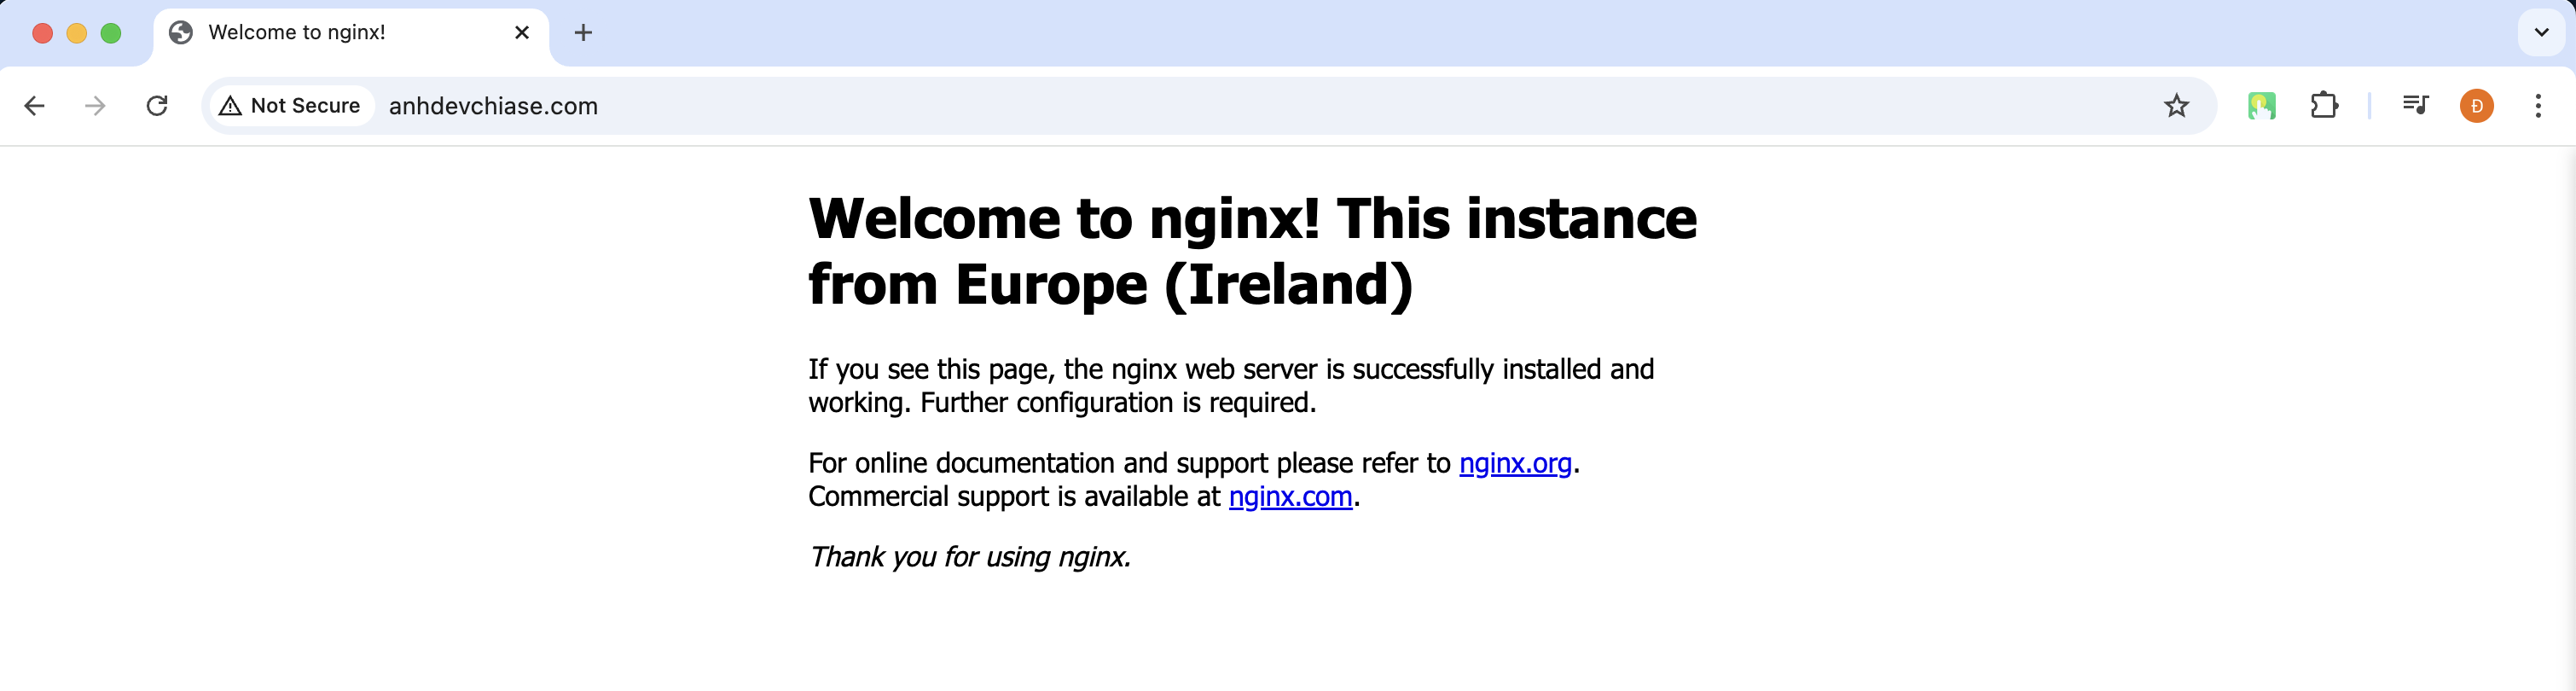 Welcome to nginx!
Not Secure anhdevchiase.com
Đ
Welcome to nginx! This instance
from Europe (Ireland)
If you see this page, the nginx web server is successfully installed and
working. Further configuration is required.
For online documentation and support please refer to nginx.org.
Commercial support is available at nginx.com.
Thank you for using nginx.